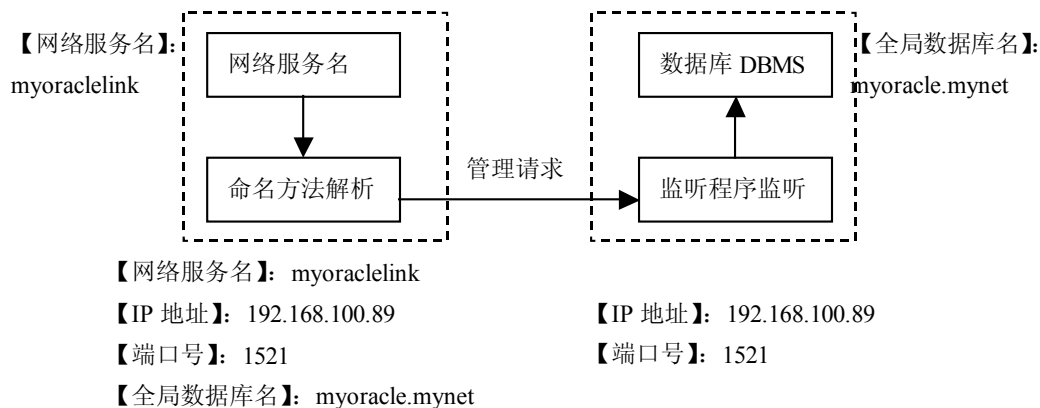 【网络服务名】：
myoraclelink
网络服务名
命名方法解析
管理请求
数据库 DBMS
监听程序监听
【全局数据库名】：
myoracle.mynet
【网络服务名】：myoraclelink
【IP 地址】：192.168.100.89
【端口号】：1521
【全局数据库名】：myoracle.mynet
【IP 地址】：192.168.100.89
【端口号】：1521